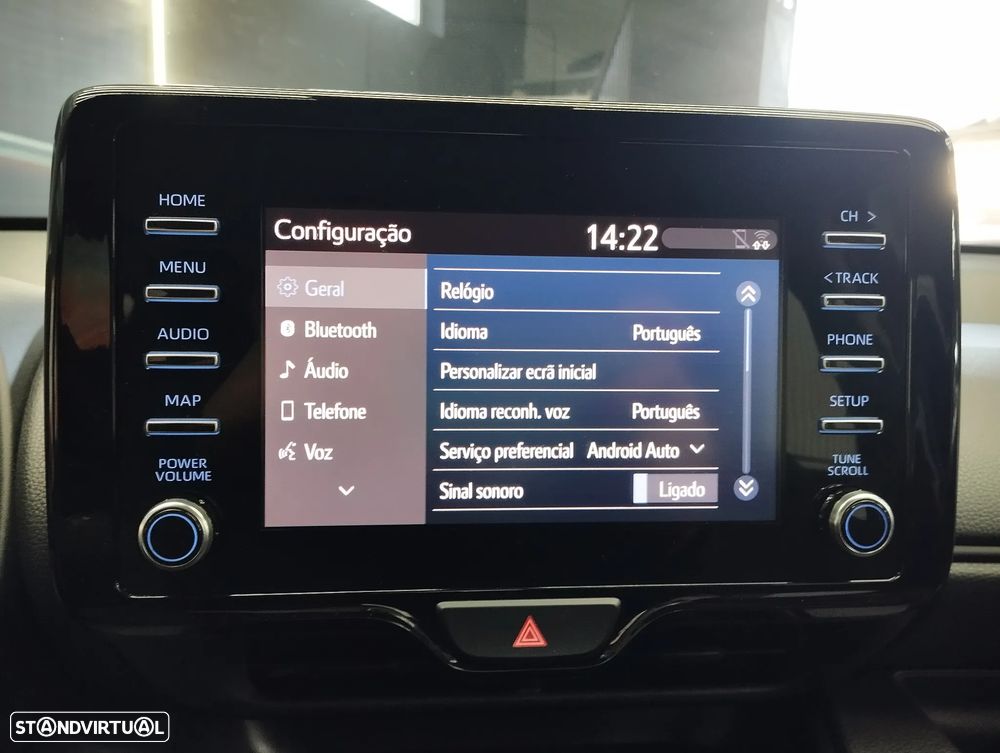 HOME
MENU
AUDIO
MAP
POWER
VOLUME
Configuração 14:22
Geral
Bluetooth
Áudio
Telefone
Voz
Relógio
Idioma Português
Personalizar ecrã inicial
Idioma reconh. voz Português
Serviço preferencial Android Auto
Sinal sonoro Ligado
CH >
< TRACK
PHONE
SETUP
TUNE
SCROLL
STANDVIRTUAL